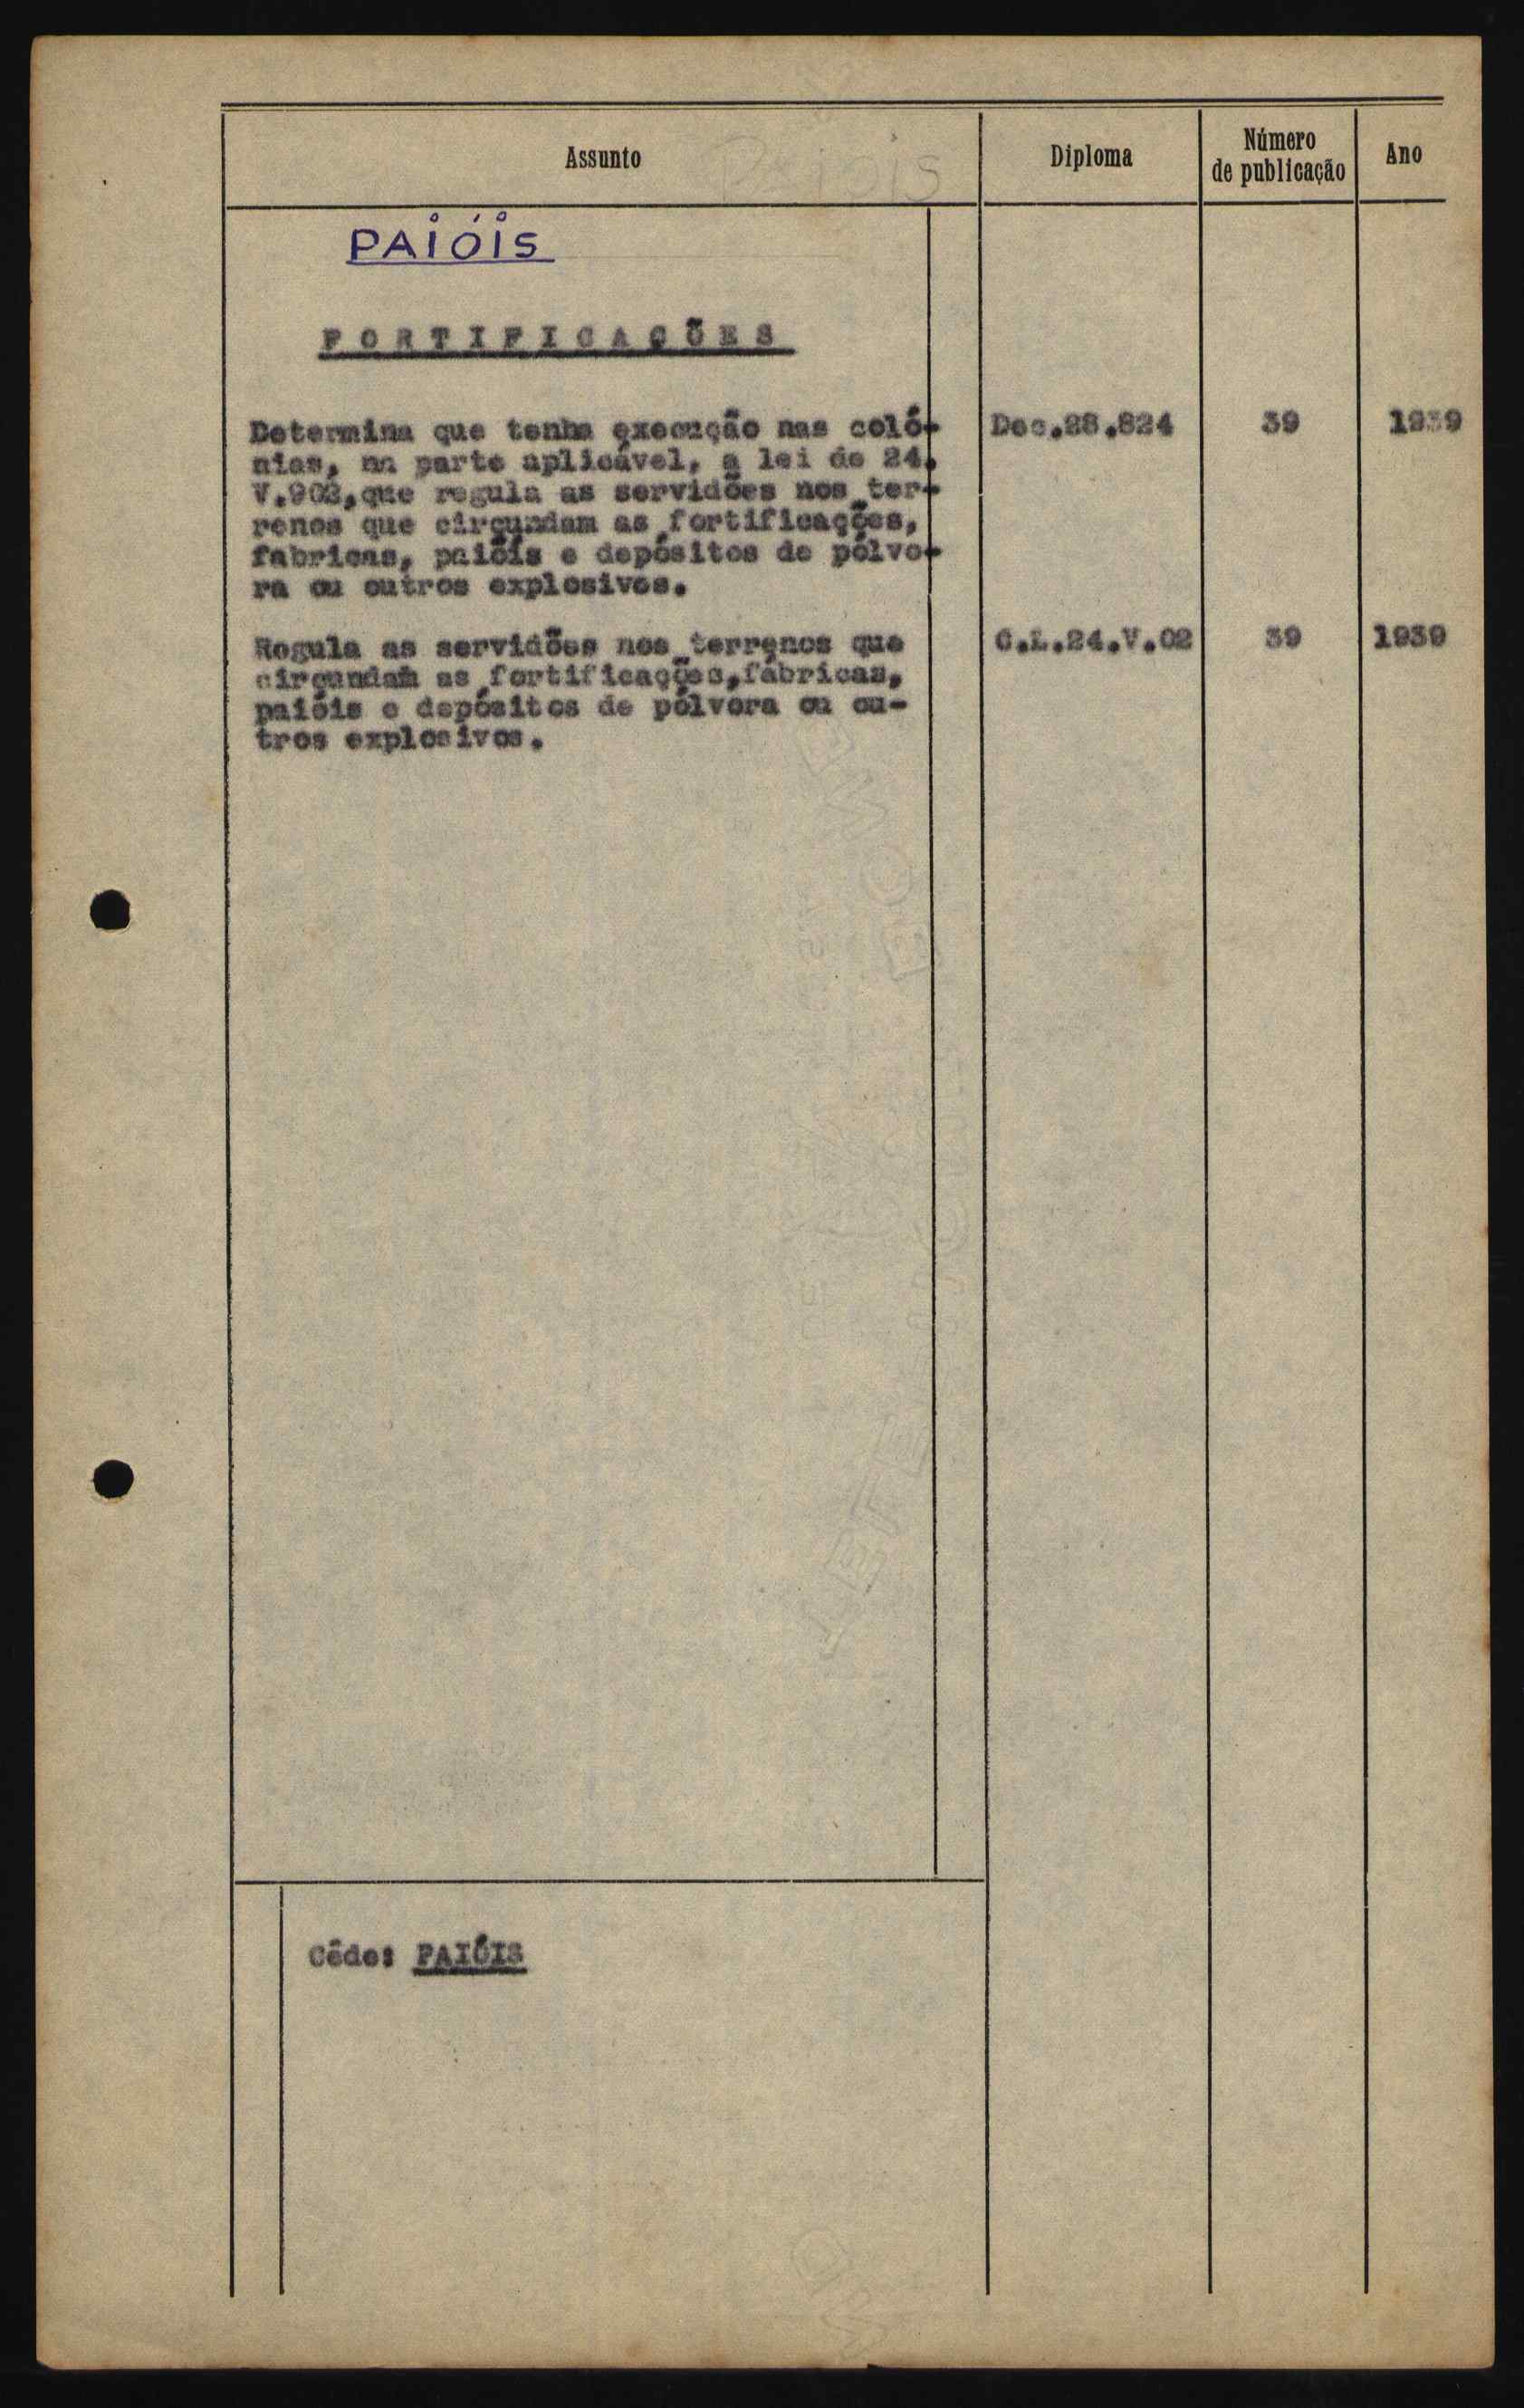 Assunto Diploma Número de publicação Ano
Paióis
PAIÓIS
FORTIFICAÇÕES
Determina que tenha execução nas coló- Dec.28.824 39 1939
nias, na parte aplicável, a lei de 24.
V.902,que regula as servidões nos ter-
renos que circundam as fortificações,
fabricas, paióis e depósitos de pólvo-
ra ou outros explosivos.
Regula as servidões nos terrenos que C.L.24.V.02 39 1939
circundam as fortificações,fábricas,
paióis e depósitos de pólvora ou ou-
tros explosivos.
Cêde: PAIÓIS